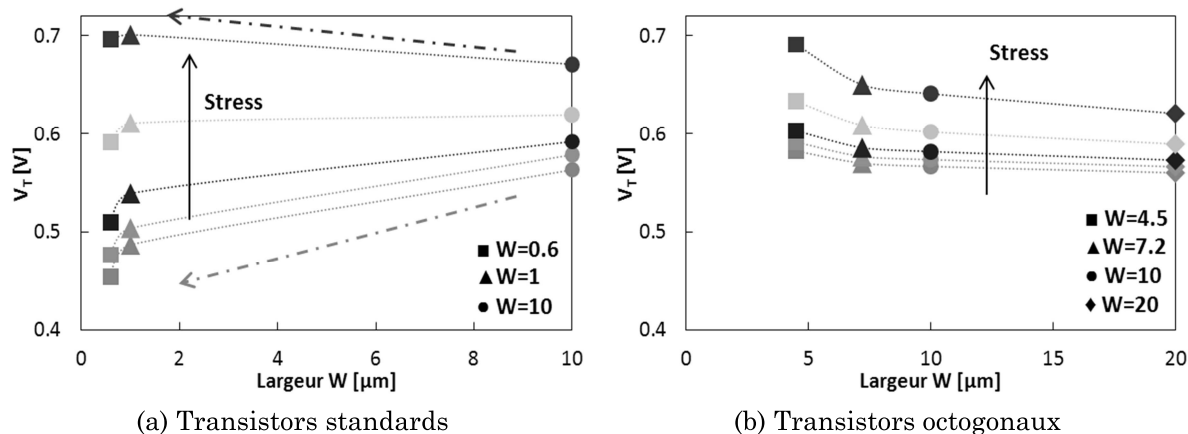 0.7
0.6
0.5
0.4
V_T [V]
Stress
W=0.6
W=1
W=10
0 2 4 6 8 10
Largeur W [µm]
(a) Transistors standards
0.7
0.6
0.5
0.4
V_T [V]
Stress
W=4.5
W=7.2
W=10
W=20
0 5 10 15 20
Largeur W [µm]
(b) Transistors octogonaux